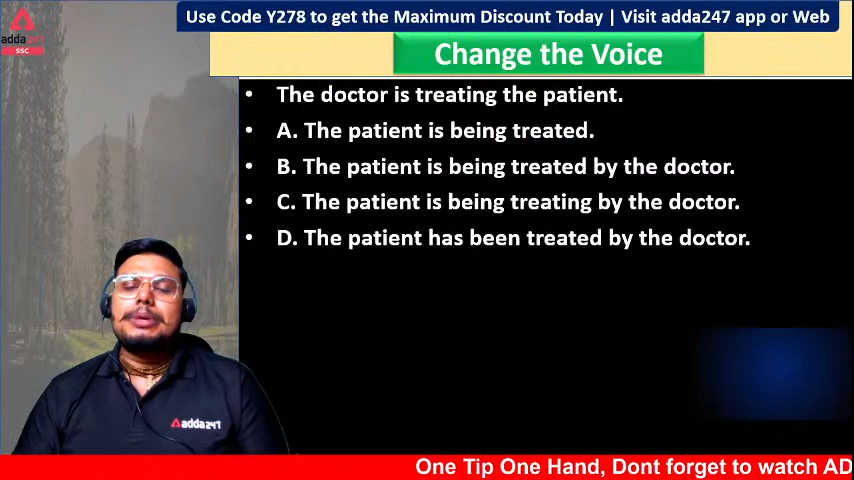 Use Code Y278 to get the Maximum Discount Today | Visit adda247 app or Web
adda247
SSC
Change the Voice
• The doctor is treating the patient.
• A. The patient is being treated.
• B. The patient is being treated by the doctor.
• C. The patient is being treating by the doctor.
• D. The patient has been treated by the doctor.
adda247
One Tip One Hand, Dont forget to watch AD